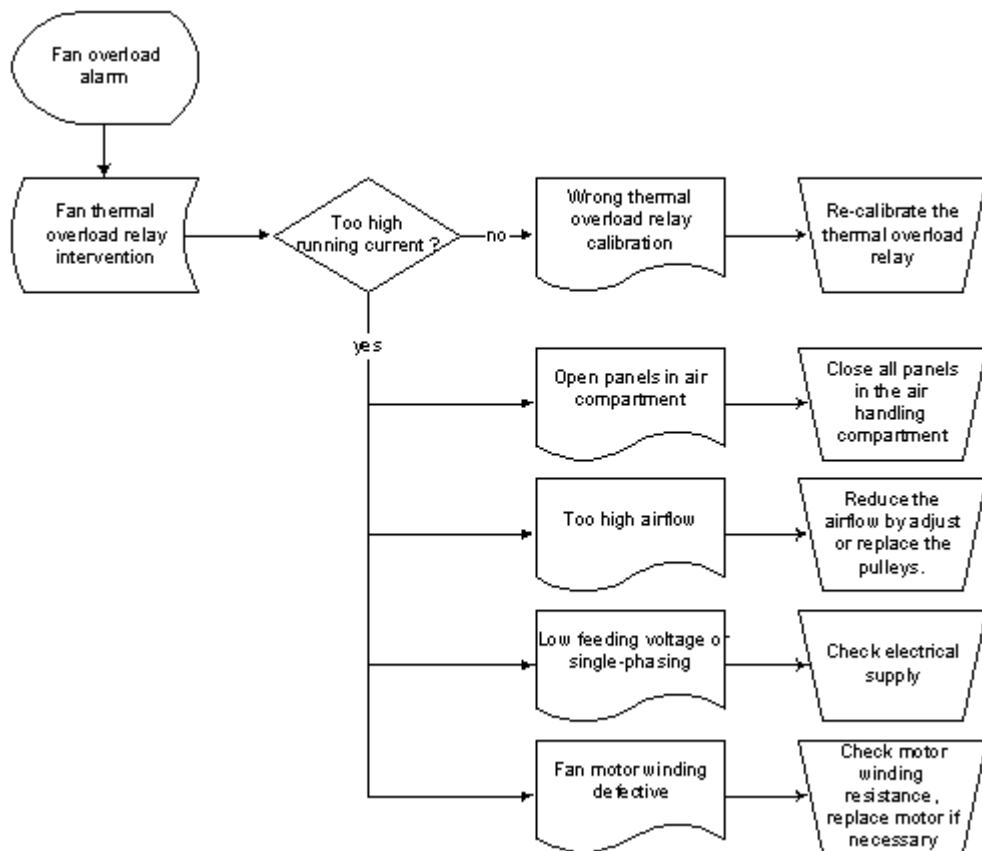 Fan overload
alarm
Fan thermal
overload relay
intervention
Too high
running current ?
no
Wrong thermal
overload relay
calibration
Re-calibrate the
thermal overload
relay
yes
Open panels in air
compartment
Close all panels
in the air
handling
compartment
Too high airflow
Reduce the
airflow by adjust
or replace the
pulleys.
Low feeding voltage or
single-phasing
Check electrical
supply
Fan motor winding
defective
Check motor
winding
resistance ,
replace motor if
necessary